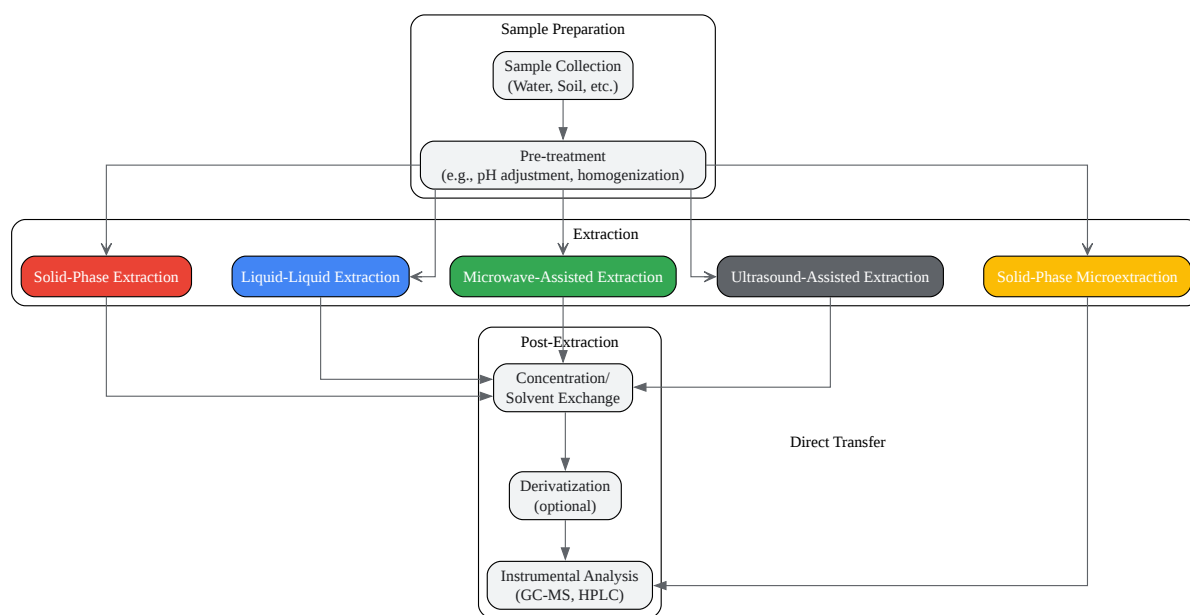 Sample Preparation
Sample Collection
(Water, Soil, etc.)
Pre-treatment
(e.g., pH adjustment, homogenization)
Extraction
Solid-Phase Extraction
Liquid-Liquid Extraction
Microwave-Assisted Extraction
Ultrasound-Assisted Extraction
Solid-Phase Microextraction
Post-Extraction
Concentration/
Solvent Exchange
Direct Transfer
Derivatization
(optional)
Instrumental Analysis
(GC-MS, HPLC)